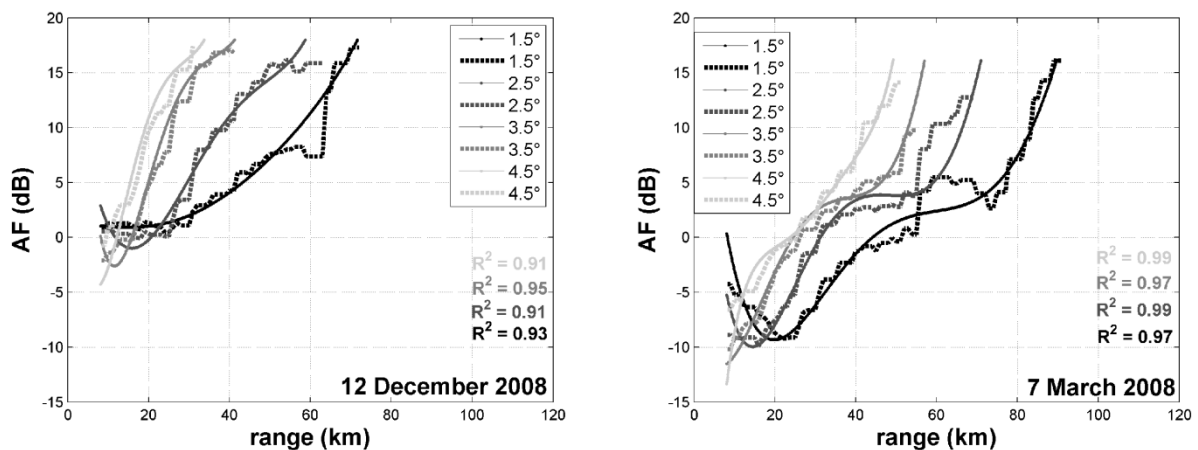 20
15
10
5
0
-5
-10
-15
AF (dB)
0 20 40 60 80 100 120
range (km)
1.5°
1.5°
2.5°
2.5°
3.5°
3.5°
4.5°
4.5°
R² = 0.91
R² = 0.95
R² = 0.91
R² = 0.93
12 December 2008
20
15
10
5
0
-5
-10
-15
AF (dB)
0 20 40 60 80 100 120
range (km)
1.5°
1.5°
2.5°
2.5°
3.5°
3.5°
4.5°
4.5°
R² = 0.99
R² = 0.97
R² = 0.99
R² = 0.97
7 March 2008